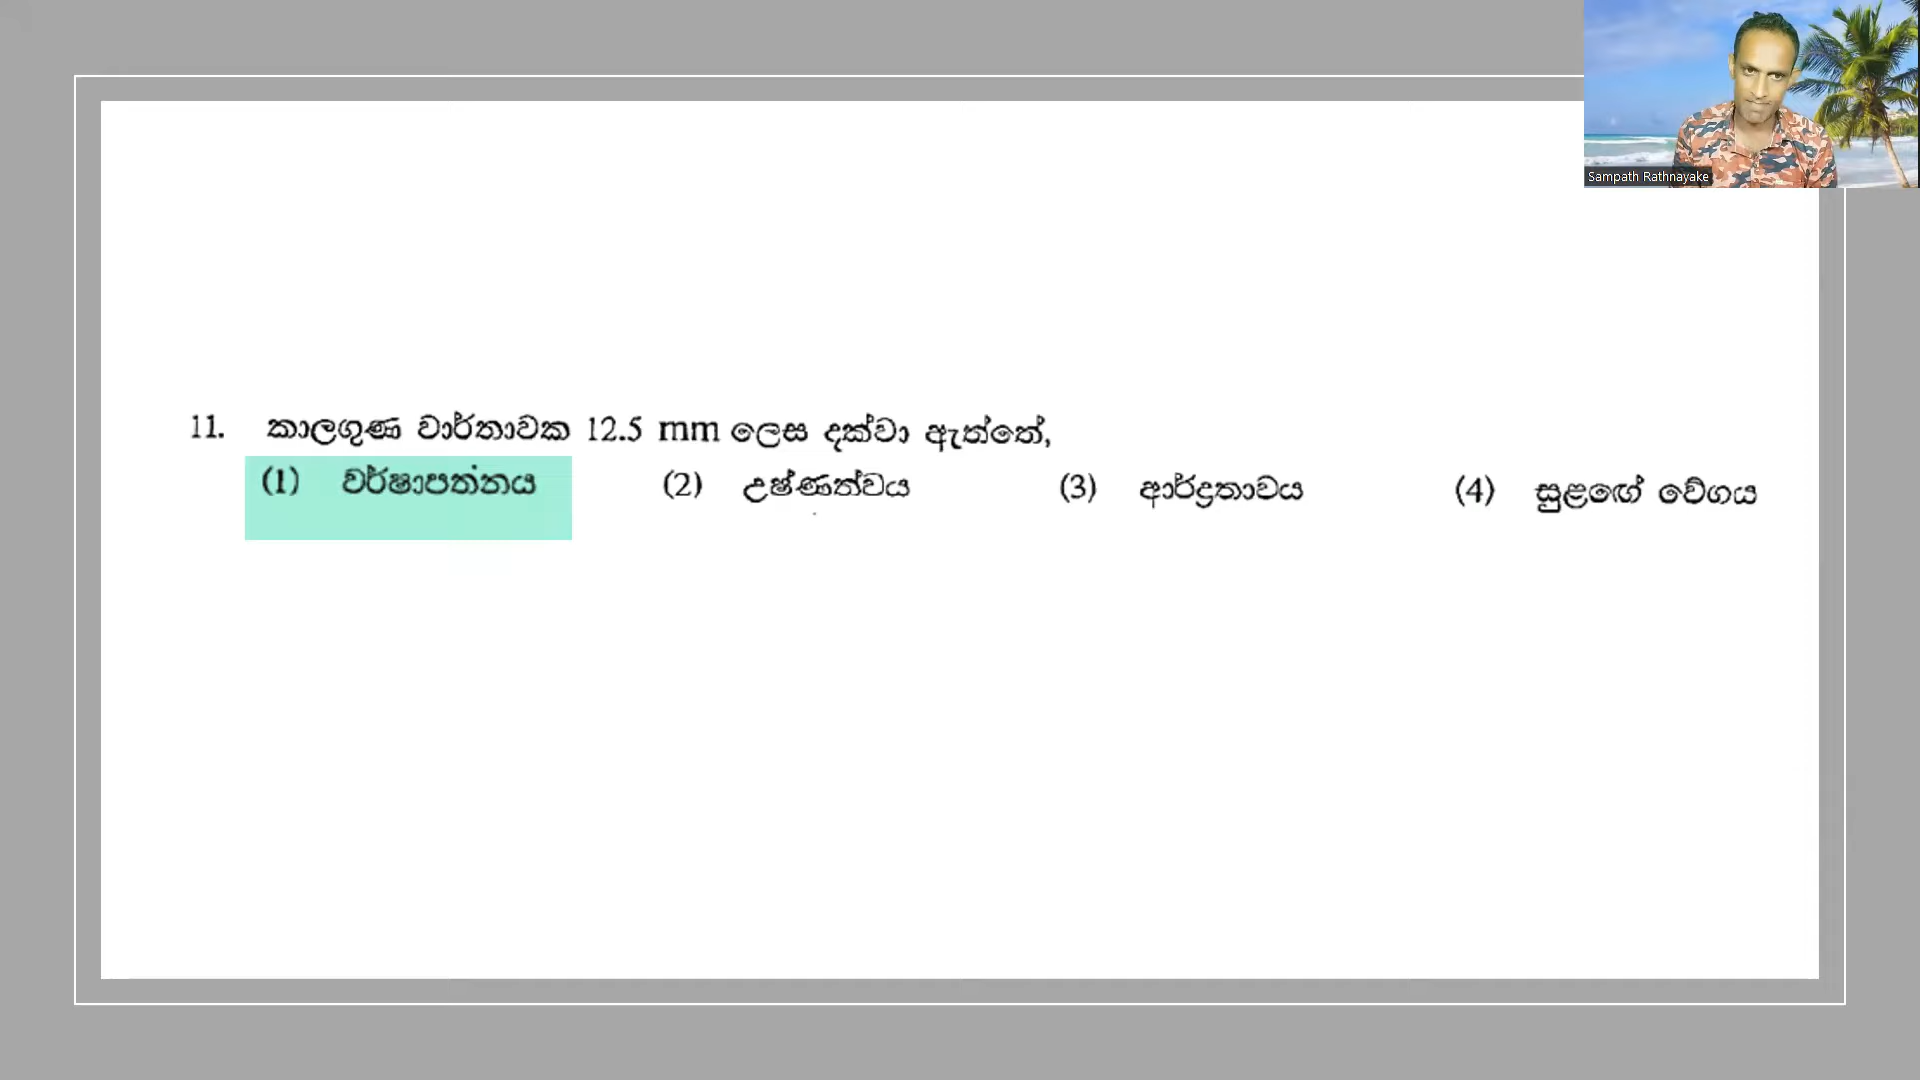 Sampath Rathnayake
11. කාලගුණ වාර්තාවක 12.5 mm ලෙස දක්වා ඇත්තේ,
(1) වර්ෂාපතනය (2) උෂ්ණත්වය (3) ආර්ද්‍රතාවය (4) සුළඟේ වේගය